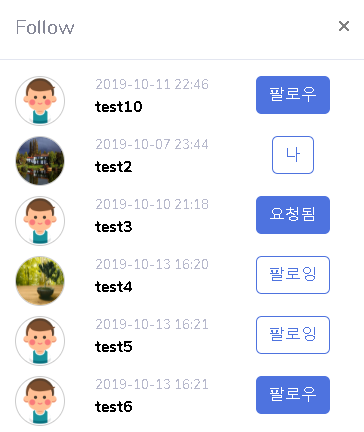 Follow
2019-10-11 22:46
test10
팔로우
2019-10-07 23:44
test2
나
2019-10-10 21:18
test3
요청됨
2019-10-13 16:20
test4
팔로잉
2019-10-13 16:21
test5
팔로잉
2019-10-13 16:21
test6
팔로우